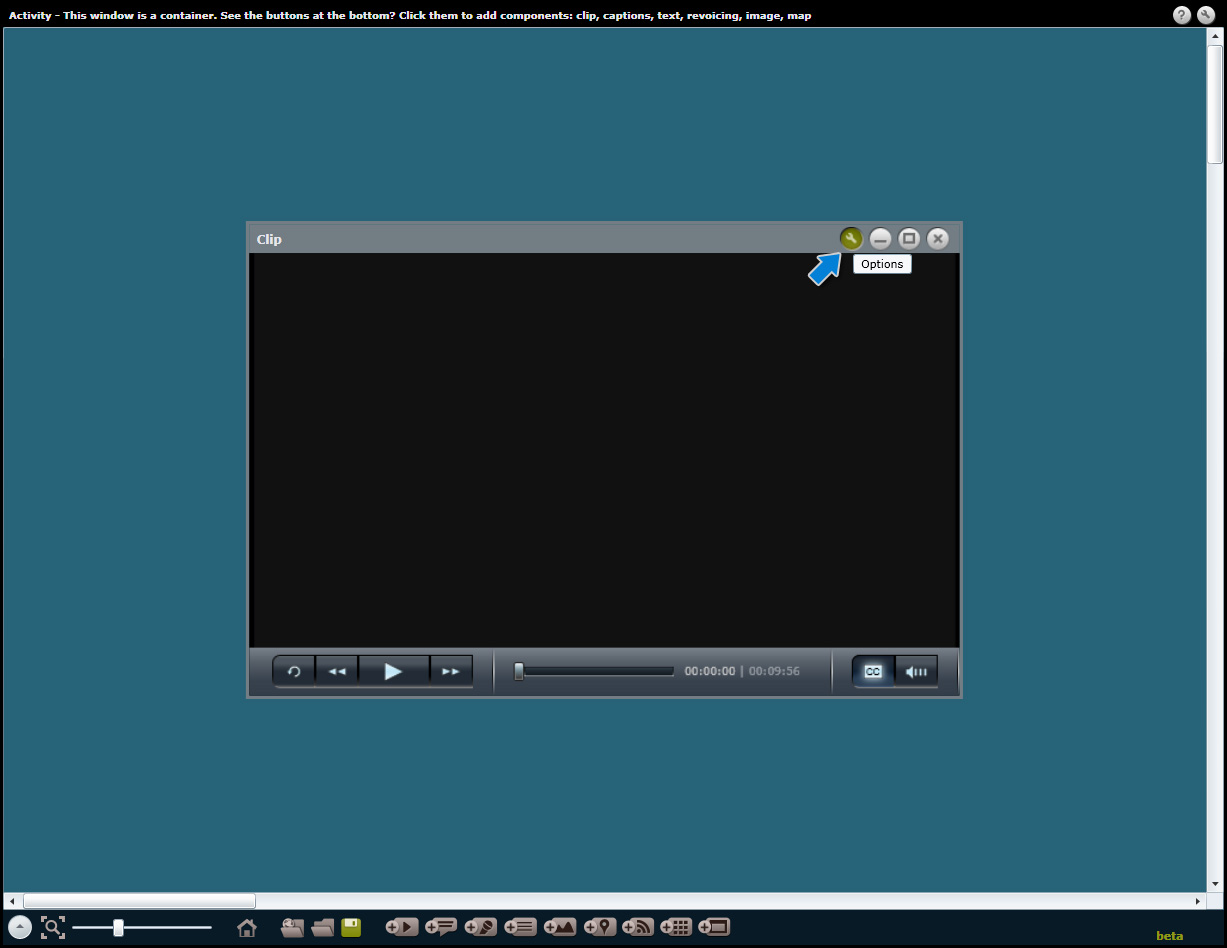 Activity - This window is a container. See the buttons at the bottom? Click them to add components: clip, captions, text, revoicing, image, map
?
Clip
Options
00:00:00 | 00:09:56
CC
beta